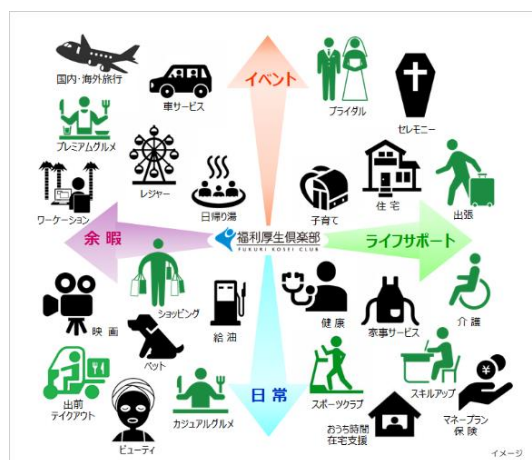 イベント
国内・海外旅行
車サービス
ブライダル
セレモニー
プレミアムグルメ
レジャー
日帰り湯
子育て
住宅
出張
ワーケーション
余暇
福利厚生倶楽部
FUKURI KOSEI CLUB
ライフサポート
映画
ショッピング
ペット
給油
健康
家事サービス
介護
出前
テイクアウト
ビューティ
カジュアルグルメ
日常
スポーツクラブ
おうち時間
在宅支援
スキルアップ
¥
マネープラン
保険
イメージ